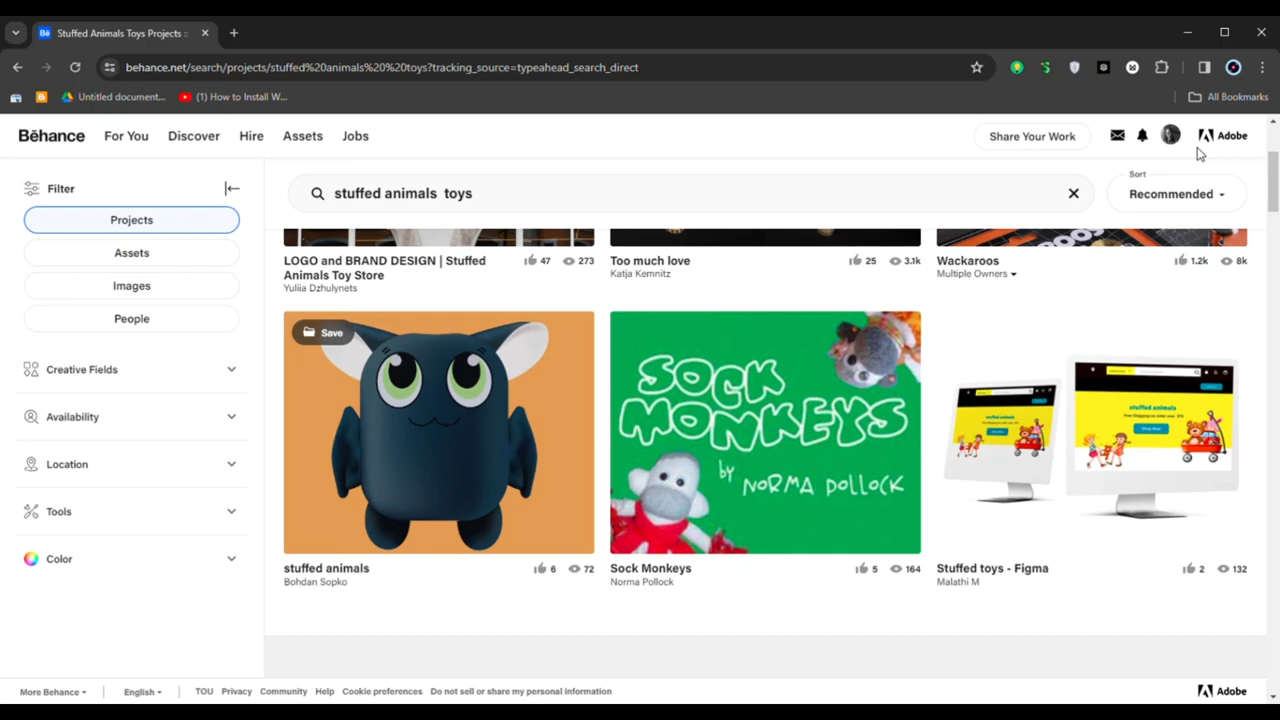 Stuffed Animals Toys Projects ::
behance.net/search/projects/stuffed%20animals%20%20toys?tracking_source=typeahead_search_direct
Untitled document...
(1) How to Install W...
All Bookmarks
Bēhance
For You
Discover
Hire
Assets
Jobs
Share Your Work
Adobe
Filter
Projects
Assets
Images
People
Creative Fields
Availability
Location
Tools
Color
stuffed animals  toys
Sort
Recommended
LOGO and BRAND DESIGN | Stuffed
Animals Toy Store
Yuliia Dzhulynets
47
273
Too much love
Katja Kemnitz
25
3.1k
Wackaroos
Multiple Owners
1.2k
8k
Save
SOCK
MONKEYS
by NORMA POLLOCK
stuffed animals
stuffed animals
Shop Now
stuffed animals
Bohdan Sopko
6
72
Sock Monkeys
Norma Pollock
5
164
Stuffed toys - Figma
Malathi M
2
132
More Behance
English
TOU
Privacy
Community
Help
Cookie preferences
Do not sell or share my personal information
Adobe